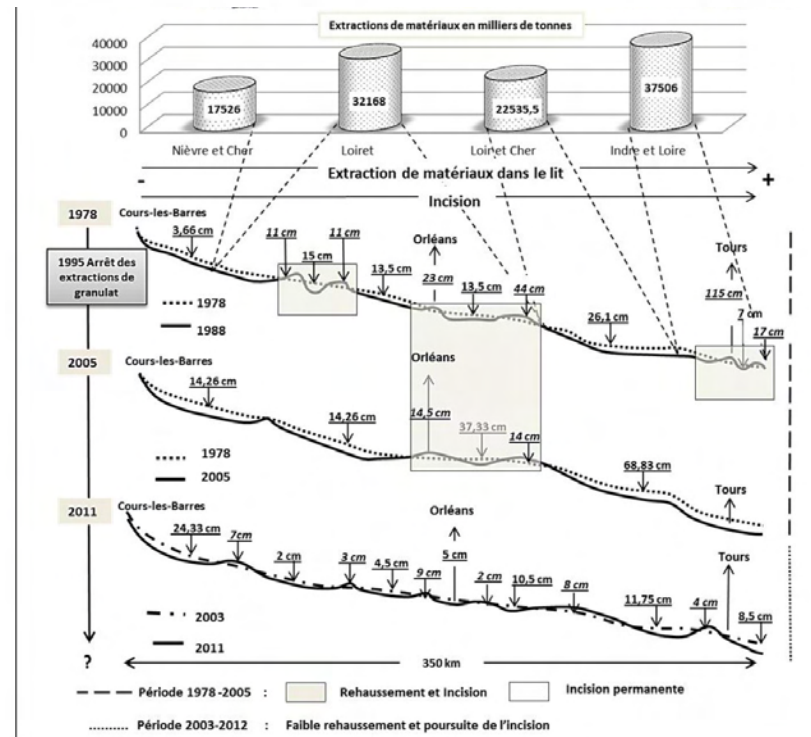 Extractions de matériaux en milliers de tonnes
40000
30000
20000
10000
0
17526
32168
22535,5
37506
Nièvre et Cher
Loiret
Loir et Cher
Indre et Loire
-
Extraction de matériaux dans le lit
+
Incision
1978
Cours-les-Barres
3,66 cm
11 cm
11 cm
15 cm
13,5 cm
Orléans
23 cm
13,5 cm
44 cm
26,1 cm
Tours
115 cm
7 cm
17 cm
1995 Arrêt des
extractions de
granulat
1978
1988
2005
Cours-les-Barres
14,26 cm
14,26 cm
Orléans
14,5 cm
37,33 cm
14 cm
68,83 cm
Tours
1978
2005
2011
Cours-les-Barres
24,33 cm
7cm
2 cm
3 cm
4,5 cm
9 cm
Orléans
5 cm
2 cm
10,5 cm
8 cm
11,75 cm
4 cm
Tours
8,5 cm
2003
2011
?
350 km
Période 1978-2005 :
Rehaussement et Incision
Incision permanente
Période 2003-2012 : Faible rehaussement et poursuite de l'incision